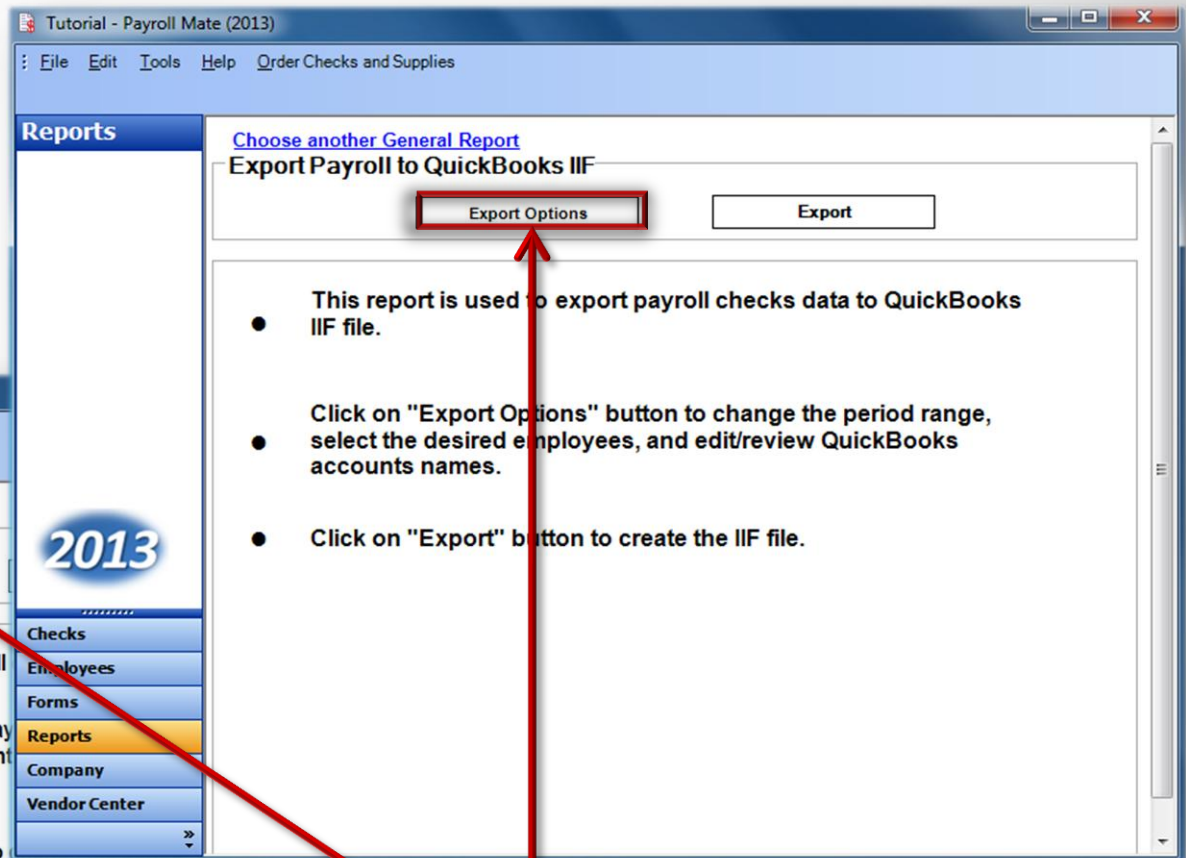 Tutorial - Payroll Mate (2013)
File Edit Tools Help Order Checks and Supplies
Reports
Choose another General Report
Export Payroll to QuickBooks IIF
Export Options
Export
This report is used to export payroll checks data to QuickBooks
IIF file.
Click on "Export Options" button to change the period range,
select the desired employees, and edit/review QuickBooks
accounts names.
Click on "Export" button to create the IIF file.
2013
Checks
Employees
Forms
Reports
Company
Vendor Center